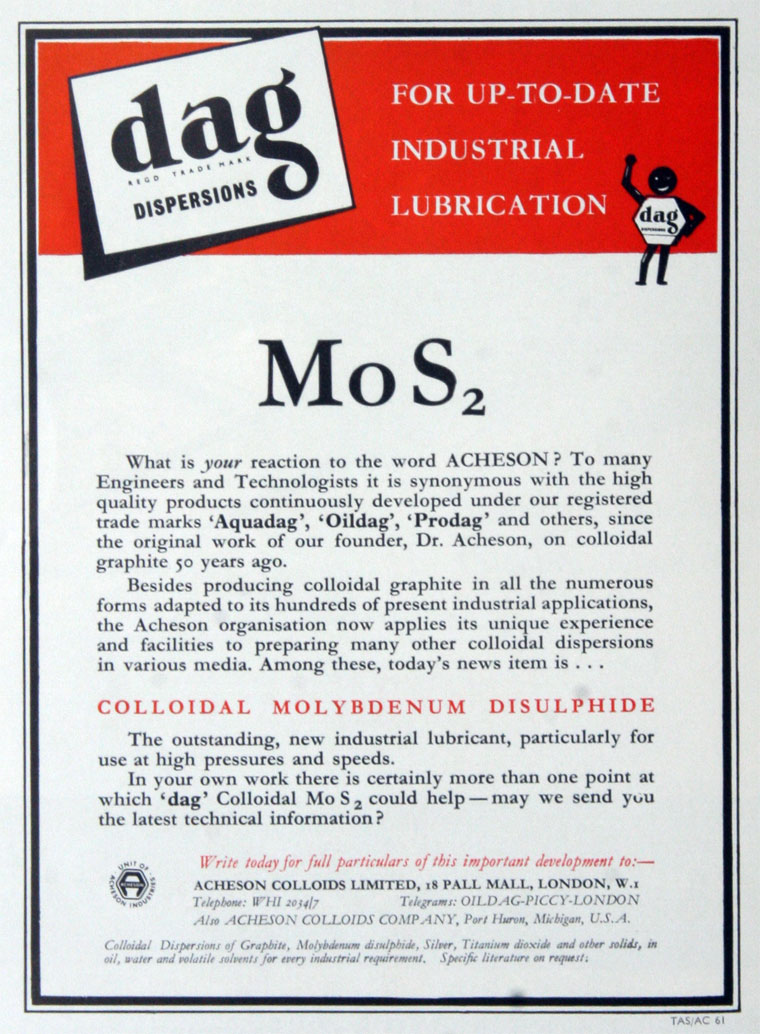 dag
REGD. TRADE MARK
DISPERSIONS
FOR UP-TO-DATE
INDUSTRIAL
LUBRICATION
dag
DISPERSIONS
MoS₂
What is your reaction to the word ACHESON? To many
Engineers and Technologists it is synonymous with the high
quality products continuously developed under our registered
trade marks ‘Aquadag’, ‘Oildag’, ‘Prodag’ and others, since
the original work of our founder, Dr. Acheson, on colloidal
graphite 50 years ago.
Besides producing colloidal graphite in all the numerous
forms adapted to its hundreds of present industrial applications,
the Acheson organisation now applies its unique experience
and facilities to preparing many other colloidal dispersions
in various media. Among these, today’s news item is . . .
COLLOIDAL MOLYBDENUM DISULPHIDE
The outstanding, new industrial lubricant, particularly for
use at high pressures and speeds.
In your own work there is certainly more than one point at
which ‘dag’ Colloidal MoS₂ could help — may we send you
the latest technical information?
UNIT OF
ACHESON INDUSTRIES
ACHESON
Write today for full particulars of this important development to:—
ACHESON COLLOIDS LIMITED, 18 PALL MALL, LONDON, W.1
Telephone: WHI 2034/7 Telegrams: OILDAG-PICCY-LONDON
Also ACHESON COLLOIDS COMPANY, Port Huron, Michigan, U.S.A.
Colloidal Dispersions of Graphite, Molybdenum disulphide, Silver, Titanium dioxide and other solids, in
oil, water and volatile solvents for every industrial requirement. Specific literature on request.
TAS/AC 61